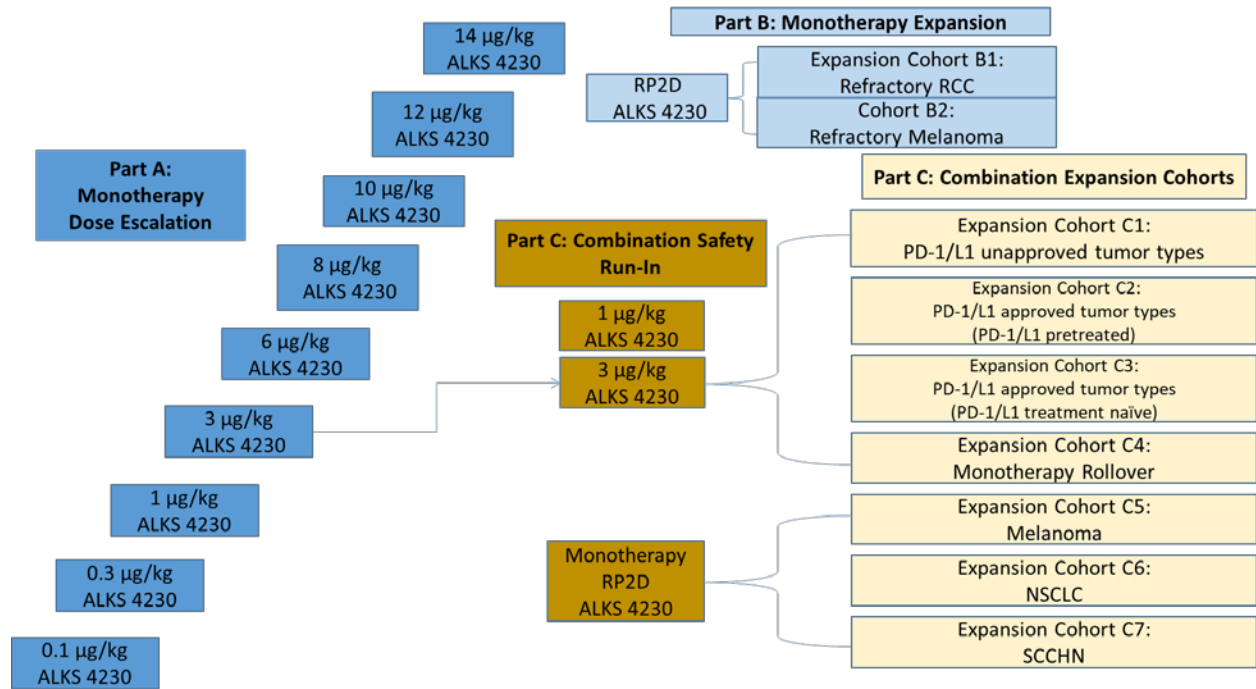 Part A:
Monotherapy
Dose Escalation
14 µg/kg
ALKS 4230
12 µg/kg
ALKS 4230
10 µg/kg
ALKS 4230
8 µg/kg
ALKS 4230
6 µg/kg
ALKS 4230
3 µg/kg
ALKS 4230
1 µg/kg
ALKS 4230
0.3 µg/kg
ALKS 4230
0.1 µg/kg
ALKS 4230
Part B: Monotherapy Expansion
RP2D
ALKS 4230
Expansion Cohort B1:
Refractory RCC
Cohort B2:
Refractory Melanoma
Part C: Combination Safety
Run-In
1 µg/kg
ALKS 4230
3 µg/kg
ALKS 4230
Monotherapy
RP2D
ALKS 4230
Part C: Combination Expansion Cohorts
Expansion Cohort C1:
PD-1/L1 unapproved tumor types
Expansion Cohort C2:
PD-1/L1 approved tumor types
(PD-1/L1 pretreated)
Expansion Cohort C3:
PD-1/L1 approved tumor types
(PD-1/L1 treatment naïve)
Expansion Cohort C4:
Monotherapy Rollover
Expansion Cohort C5:
Melanoma
Expansion Cohort C6:
NSCLC
Expansion Cohort C7:
SCCHN